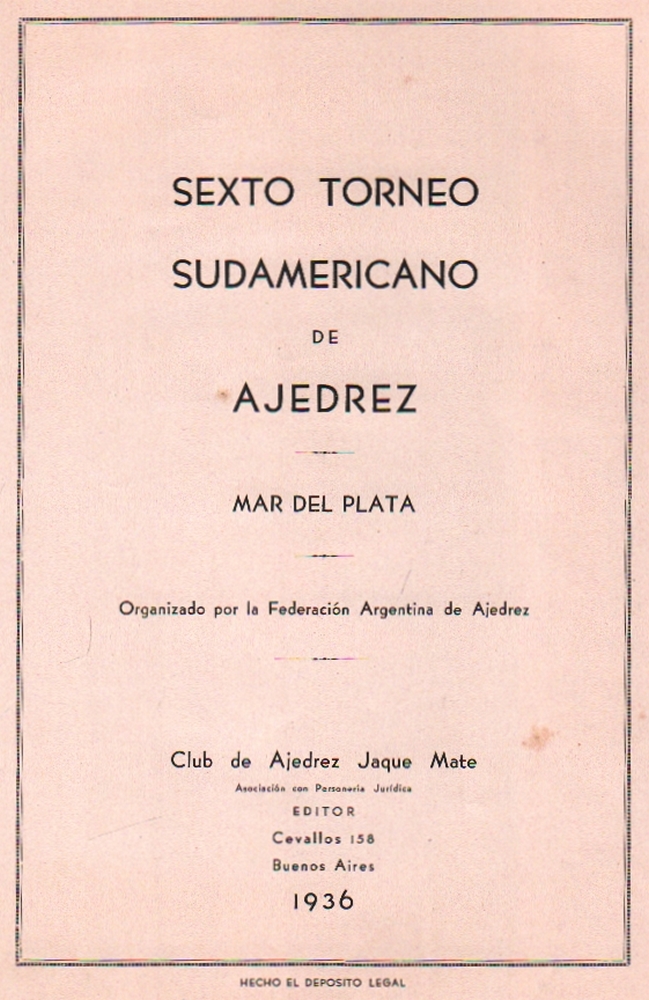 SEXTO TORNEO
SUDAMERICANO
DE
AJEDREZ
MAR DEL PLATA
Organizado por la Federación Argentina de Ajedrez
Club de Ajedrez Jaque Mate
Asociación con Personería Jurídica
EDITOR
Cevallos 158
Buenos Aires
1936
HECHO EL DEPOSITO LEGAL